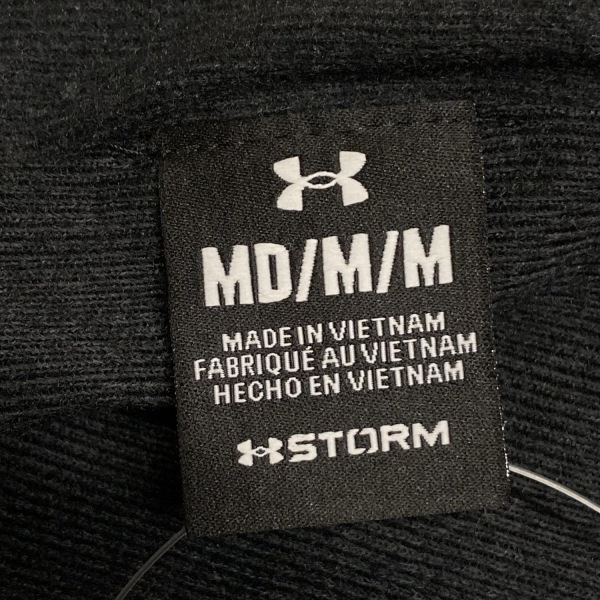 MD/M/M
MADE IN VIETNAM
FABRIQUÉ AU VIETNAM
HECHO EN VIETNAM
STORM